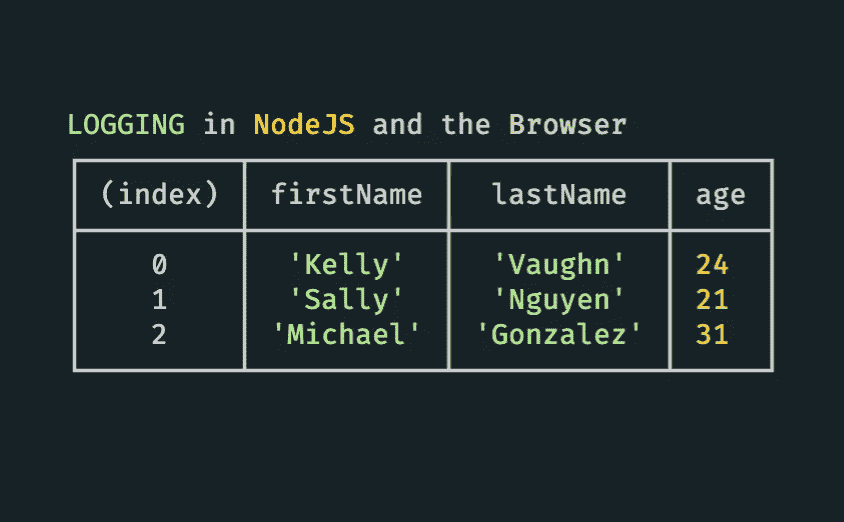 LOGGING in NodeJS and the Browser
(index) firstName lastName age
0 'Kelly' 'Vaughn' 24
1 'Sally' 'Nguyen' 21
2 'Michael' 'Gonzalez' 31